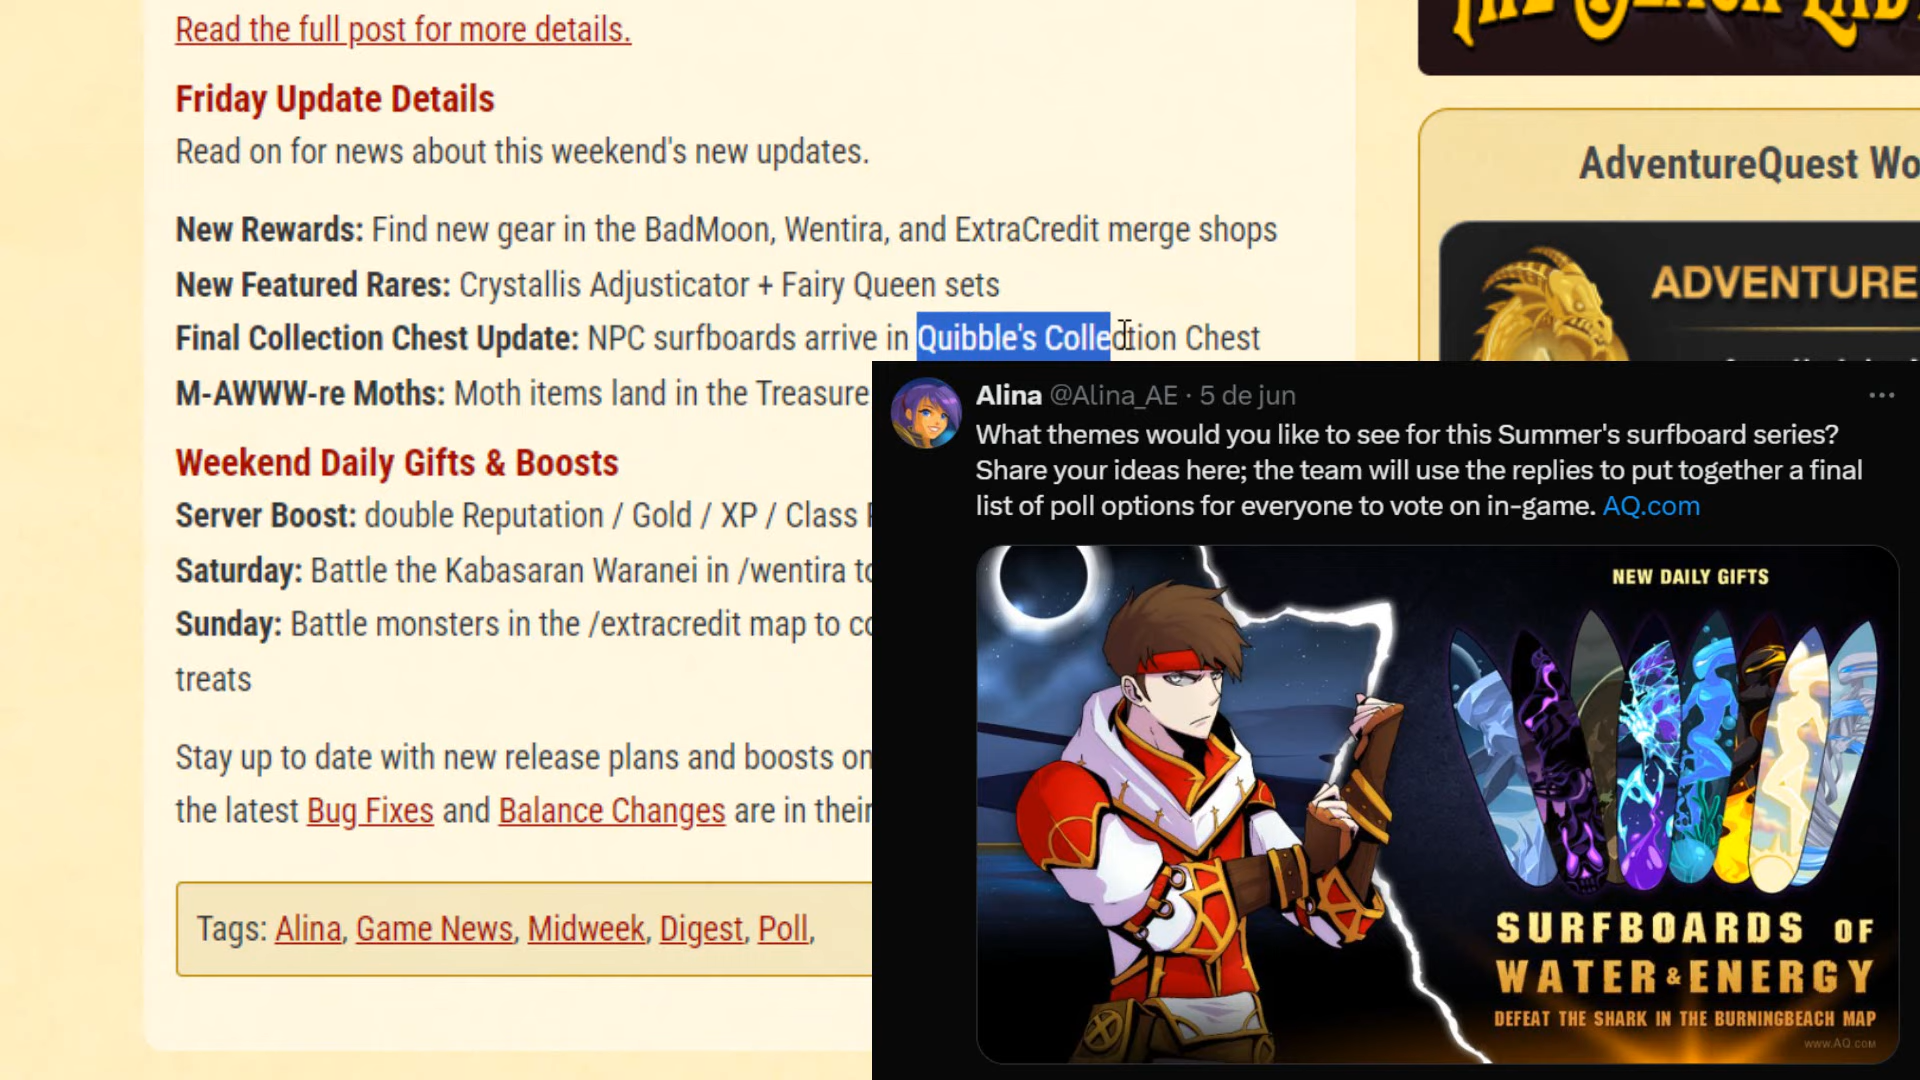 Read the full post for more details.
Friday Update Details
Read on for news about this weekend's new updates.
New Rewards: Find new gear in the BadMoon, Wentira, and ExtraCredit merge shops
New Featured Rares: Crystallis Adjusticator + Fairy Queen sets
Final Collection Chest Update: NPC surfboards arrive in Quibble's Collection Chest
M-AWWW-re Moths: Moth items land in the Treasure
Weekend Daily Gifts & Boosts
Server Boost: double Reputation / Gold / XP / Class
Saturday: Battle the Kabasaran Waranei in /wentira
Sunday: Battle monsters in the /extracredit map to
treats
Stay up to date with new release plans and boosts on
the latest Bug Fixes and Balance Changes are in their
Tags: Alina, Game News, Midweek, Digest, Poll,
AdventureQuest
ADVENTURE
Alina @Alina_AE · 5 de jun
What themes would you like to see for this Summer's surfboard series?
Share your ideas here; the team will use the replies to put together a final
list of poll options for everyone to vote on in-game. AQ.com
NEW DAILY GIFTS
SURFBOARDS OF
WATER & ENERGY
DEFEAT THE SHARK IN THE BURNINGBEACH MAP
WWW.AQ.COM